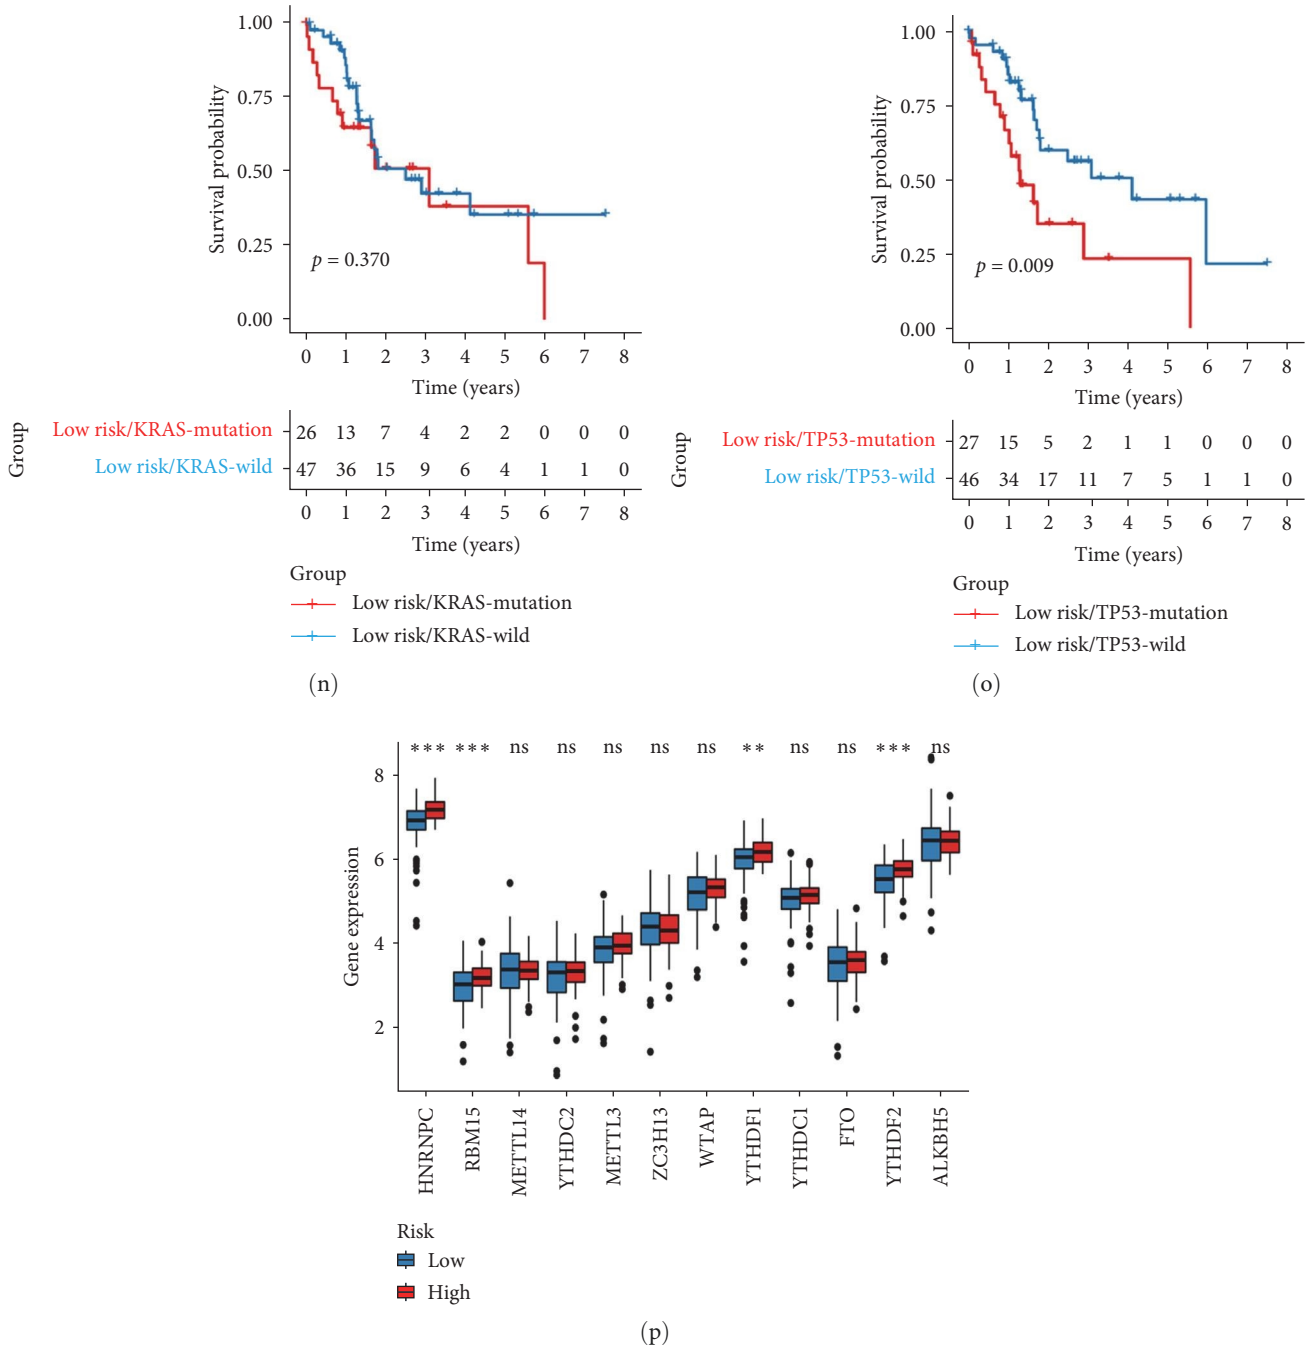 1.00
0.75
0.50
0.25
0.00
Survival probability
p = 0.370
0 1 2 3 4 5 6 7 8
Time (years)
Group
Low risk/KRAS-mutation 26 13 7 4 2 2 0 0 0
Low risk/KRAS-wild 47 36 15 9 6 4 1 1 0
0 1 2 3 4 5 6 7 8
Time (years)
Group
Low risk/KRAS-mutation
Low risk/KRAS-wild
(n)
1.00
0.75
0.50
0.25
0.00
Survival probability
p = 0.009
0 1 2 3 4 5 6 7 8
Time (years)
Group
Low risk/TP53-mutation 27 15 5 2 1 1 0 0 0
Low risk/TP53-wild 46 34 17 11 7 5 1 1 0
0 1 2 3 4 5 6 7 8
Time (years)
Group
Low risk/TP53-mutation
Low risk/TP53-wild
(o)
*** *** ns ns ns ns ns ** ns ns *** ns
8
6
4
2
Gene expression
HNRNPC
RBM15
METTL14
YTHDC2
METTL3
ZC3H13
WTAP
YTHDF1
YTHDC1
FTO
YTHDF2
ALKBH5
Risk
Low
High
(p)